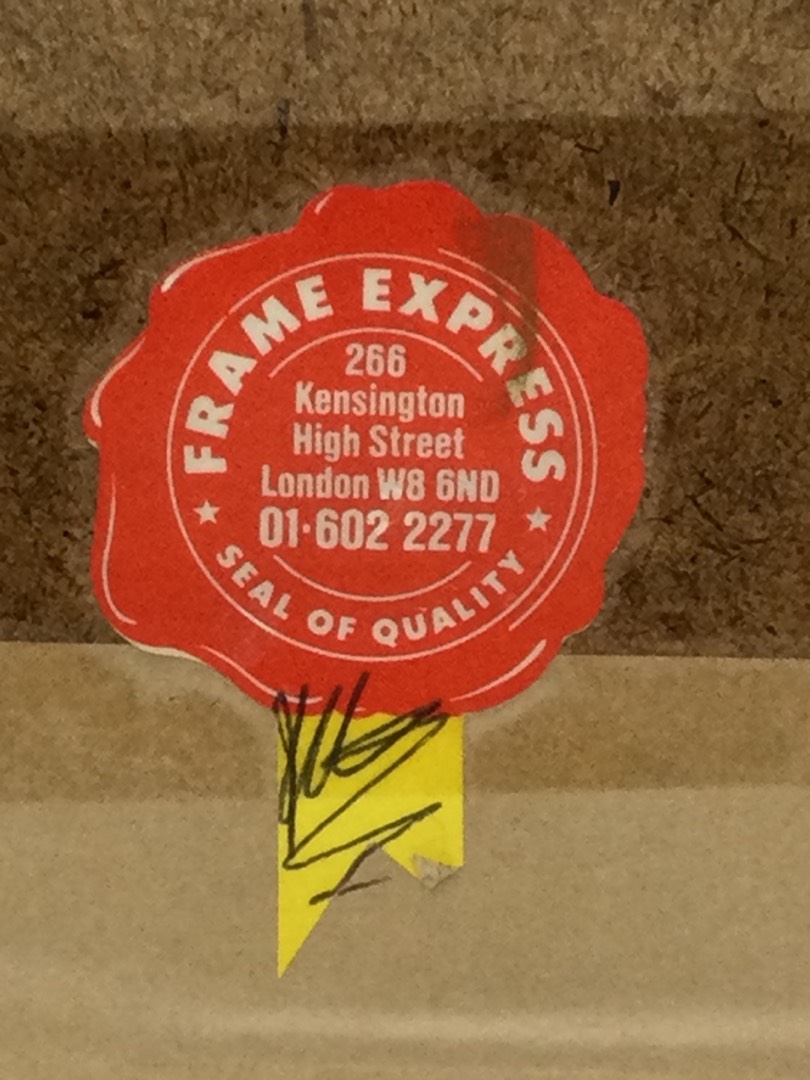 FRAME EXPRESS
266
Kensington
High Street
London W8 6ND
01·602 2277
★ SEAL OF QUALITY ★